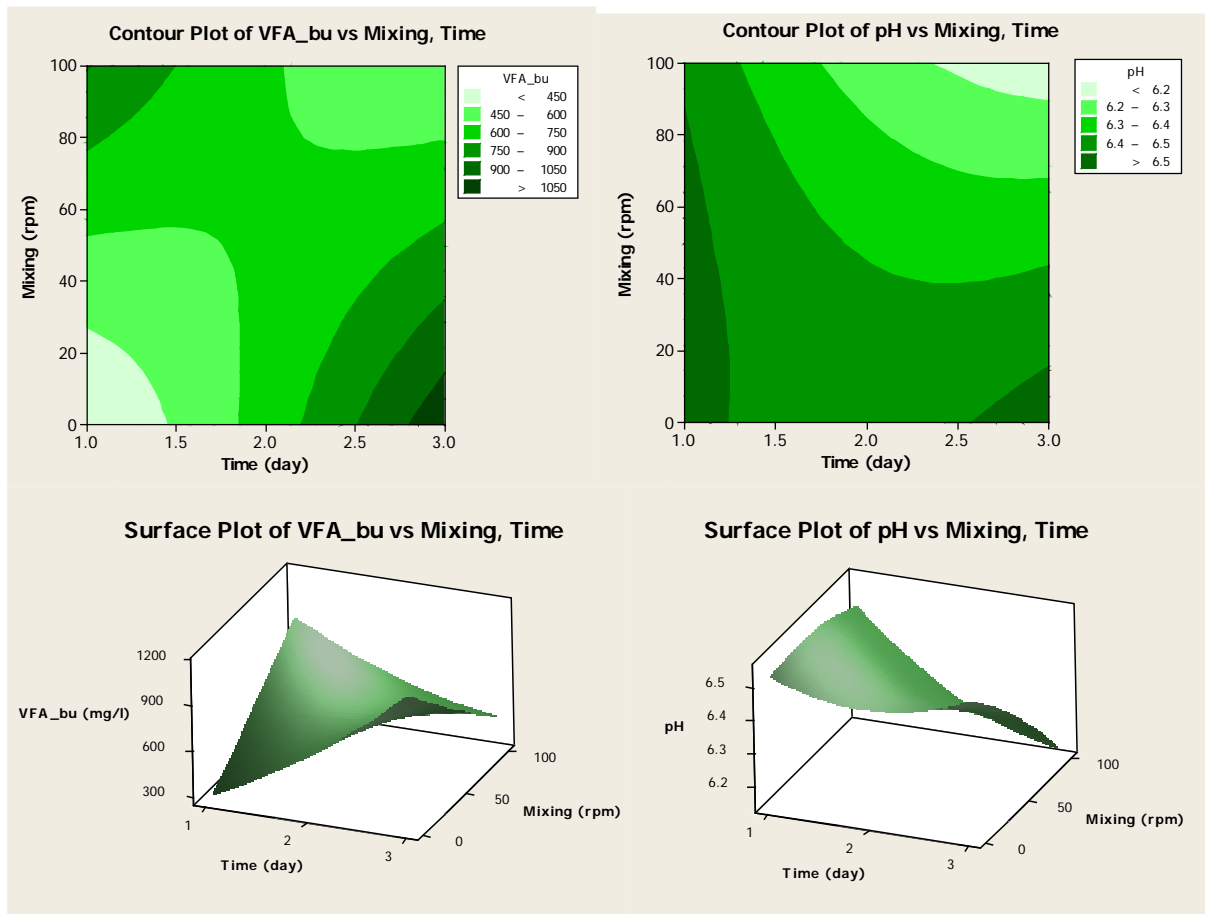 Contour Plot of VFA_bu vs Mixing, Time
100
80
60
40
20
0
Mixing (rpm)
1.0 1.5 2.0 2.5 3.0
Time (day)
VFA_bu
< 450
450 – 600
600 – 750
750 – 900
900 – 1050
> 1050
Contour Plot of pH vs Mixing, Time
100
80
60
40
20
0
Mixing (rpm)
1.0 1.5 2.0 2.5 3.0
Time (day)
pH
< 6.2
6.2 – 6.3
6.3 – 6.4
6.4 – 6.5
> 6.5
Surface Plot of VFA_bu vs Mixing, Time
1200
900
VFA_bu (mg/l)
600
300
1
2
3
Time (day)
0
50
100
Mixing (rpm)
Surface Plot of pH vs Mixing, Time
6.5
6.4
pH
6.3
6.2
1
2
3
Time (day)
0
50
100
Mixing (rpm)